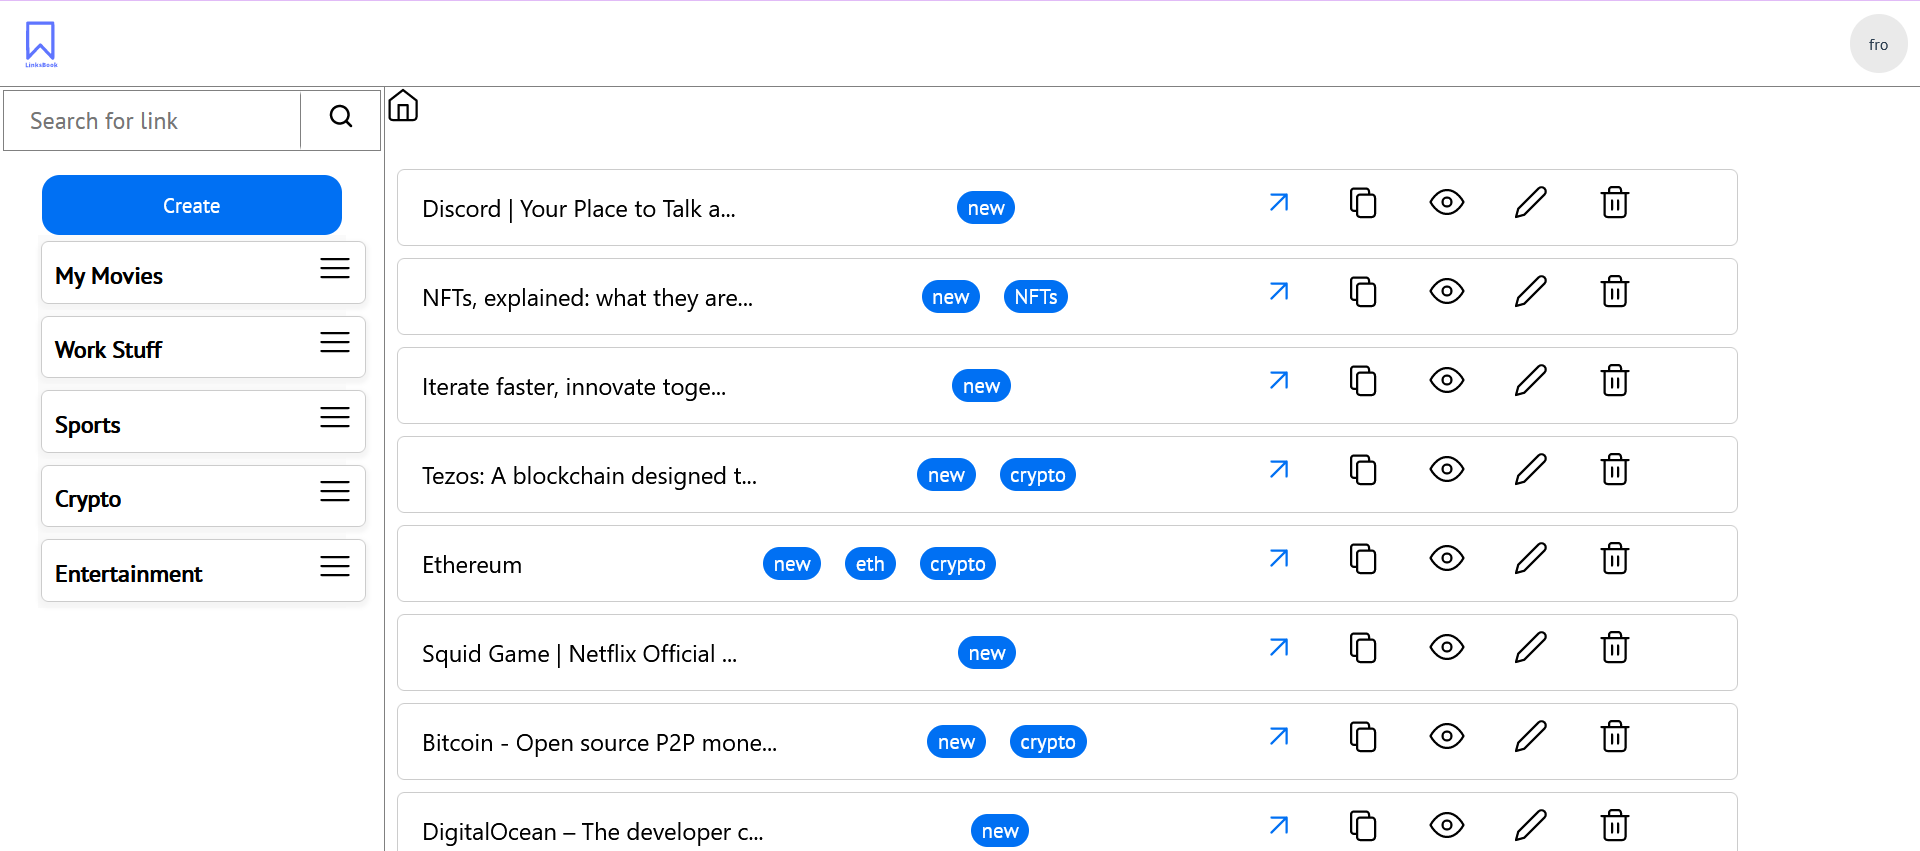 LinksBook
fro
Search for link
Create
My Movies
Work Stuff
Sports
Crypto
Entertainment
Discord | Your Place to Talk a... new
NFTs, explained: what they are... new NFTs
Iterate faster, innovate toge... new
Tezos: A blockchain designed t... new crypto
Ethereum new eth crypto
Squid Game | Netflix Official ... new
Bitcoin - Open source P2P mone... new crypto
DigitalOcean – The developer c... new